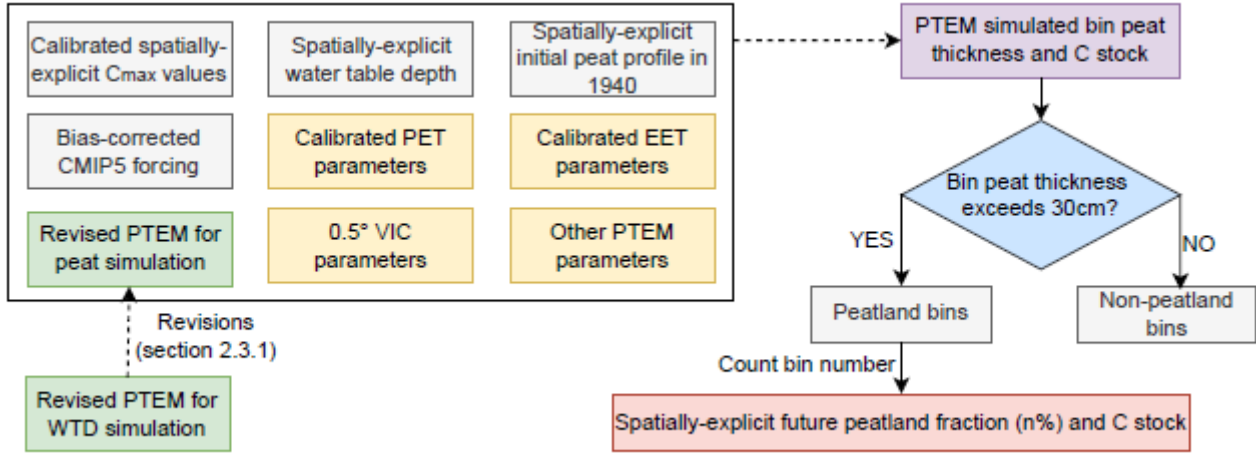 Calibrated spatially-
explicit Cmax values
Spatially-explicit
water table depth
Spatially-explicit
initial peat profile in
1940
PTEM simulated bin peat
thickness and C stock
Bias-corrected
CMIP5 forcing
Calibrated PET
parameters
Calibrated EET
parameters
Bin peat thickness
exceeds 30cm?
Revised PTEM for
peat simulation
0.5° VIC
parameters
Other PTEM
parameters
YES
NO
Peatland bins
Non-peatland
bins
Revisions
(section 2.3.1)
Count bin number
Revised PTEM for
WTD simulation
Spatially-explicit future peatland fraction (n%) and C stock